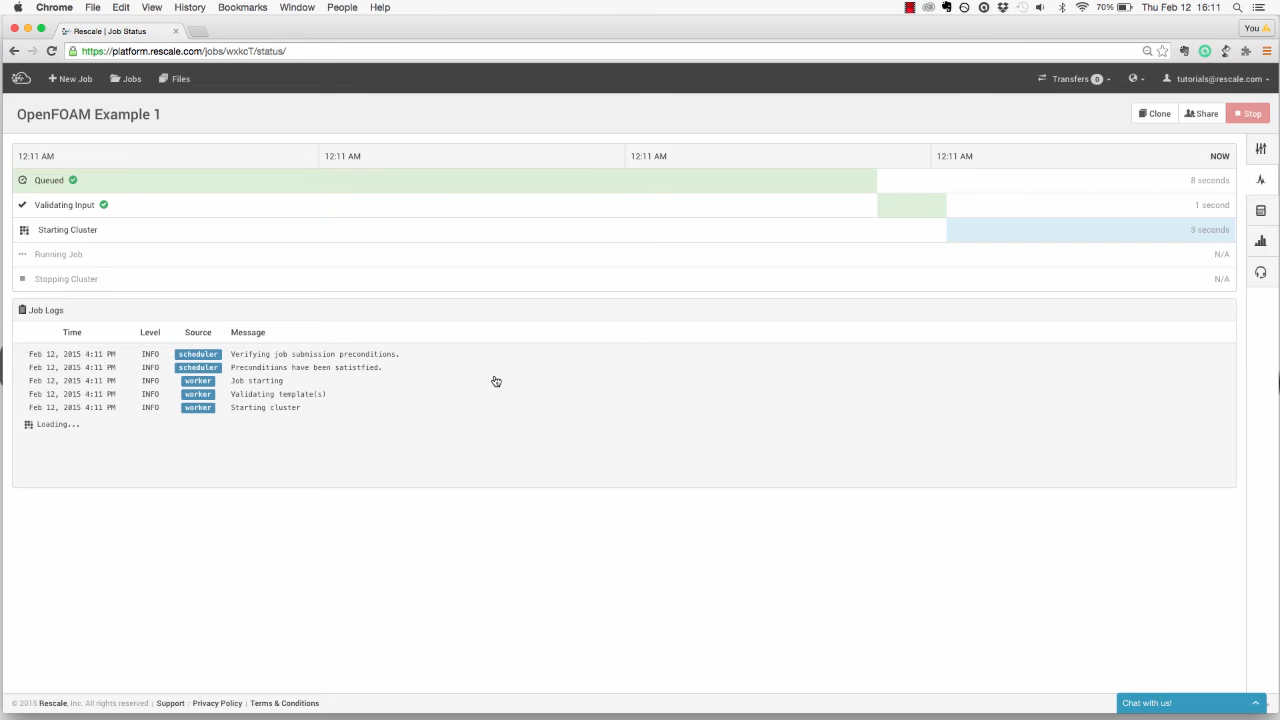 Chrome File Edit View History Bookmarks Window People Help 70% Thu Feb 12 16:11
Rescale | Job Status You
https://platform.rescale.com/jobs/wxkcT/status/
New Job Jobs Files Transfers 0 tutorials@rescale.com
OpenFOAM Example 1 Clone Share Stop
12:11 AM 12:11 AM 12:11 AM 12:11 AM NOW
Queued 8 seconds
Validating Input 1 second
Starting Cluster 3 seconds
Running Job N/A
Stopping Cluster N/A
Job Logs
Time Level Source Message
Feb 12, 2015 4:11 PM INFO scheduler Verifying job submission preconditions.
Feb 12, 2015 4:11 PM INFO scheduler Preconditions have been satistfied.
Feb 12, 2015 4:11 PM INFO worker Job starting
Feb 12, 2015 4:11 PM INFO worker Validating template(s)
Feb 12, 2015 4:11 PM INFO worker Starting cluster
Loading...
© 2015 Rescale, Inc. All rights reserved | Support | Privacy Policy | Terms & Conditions Chat with us!